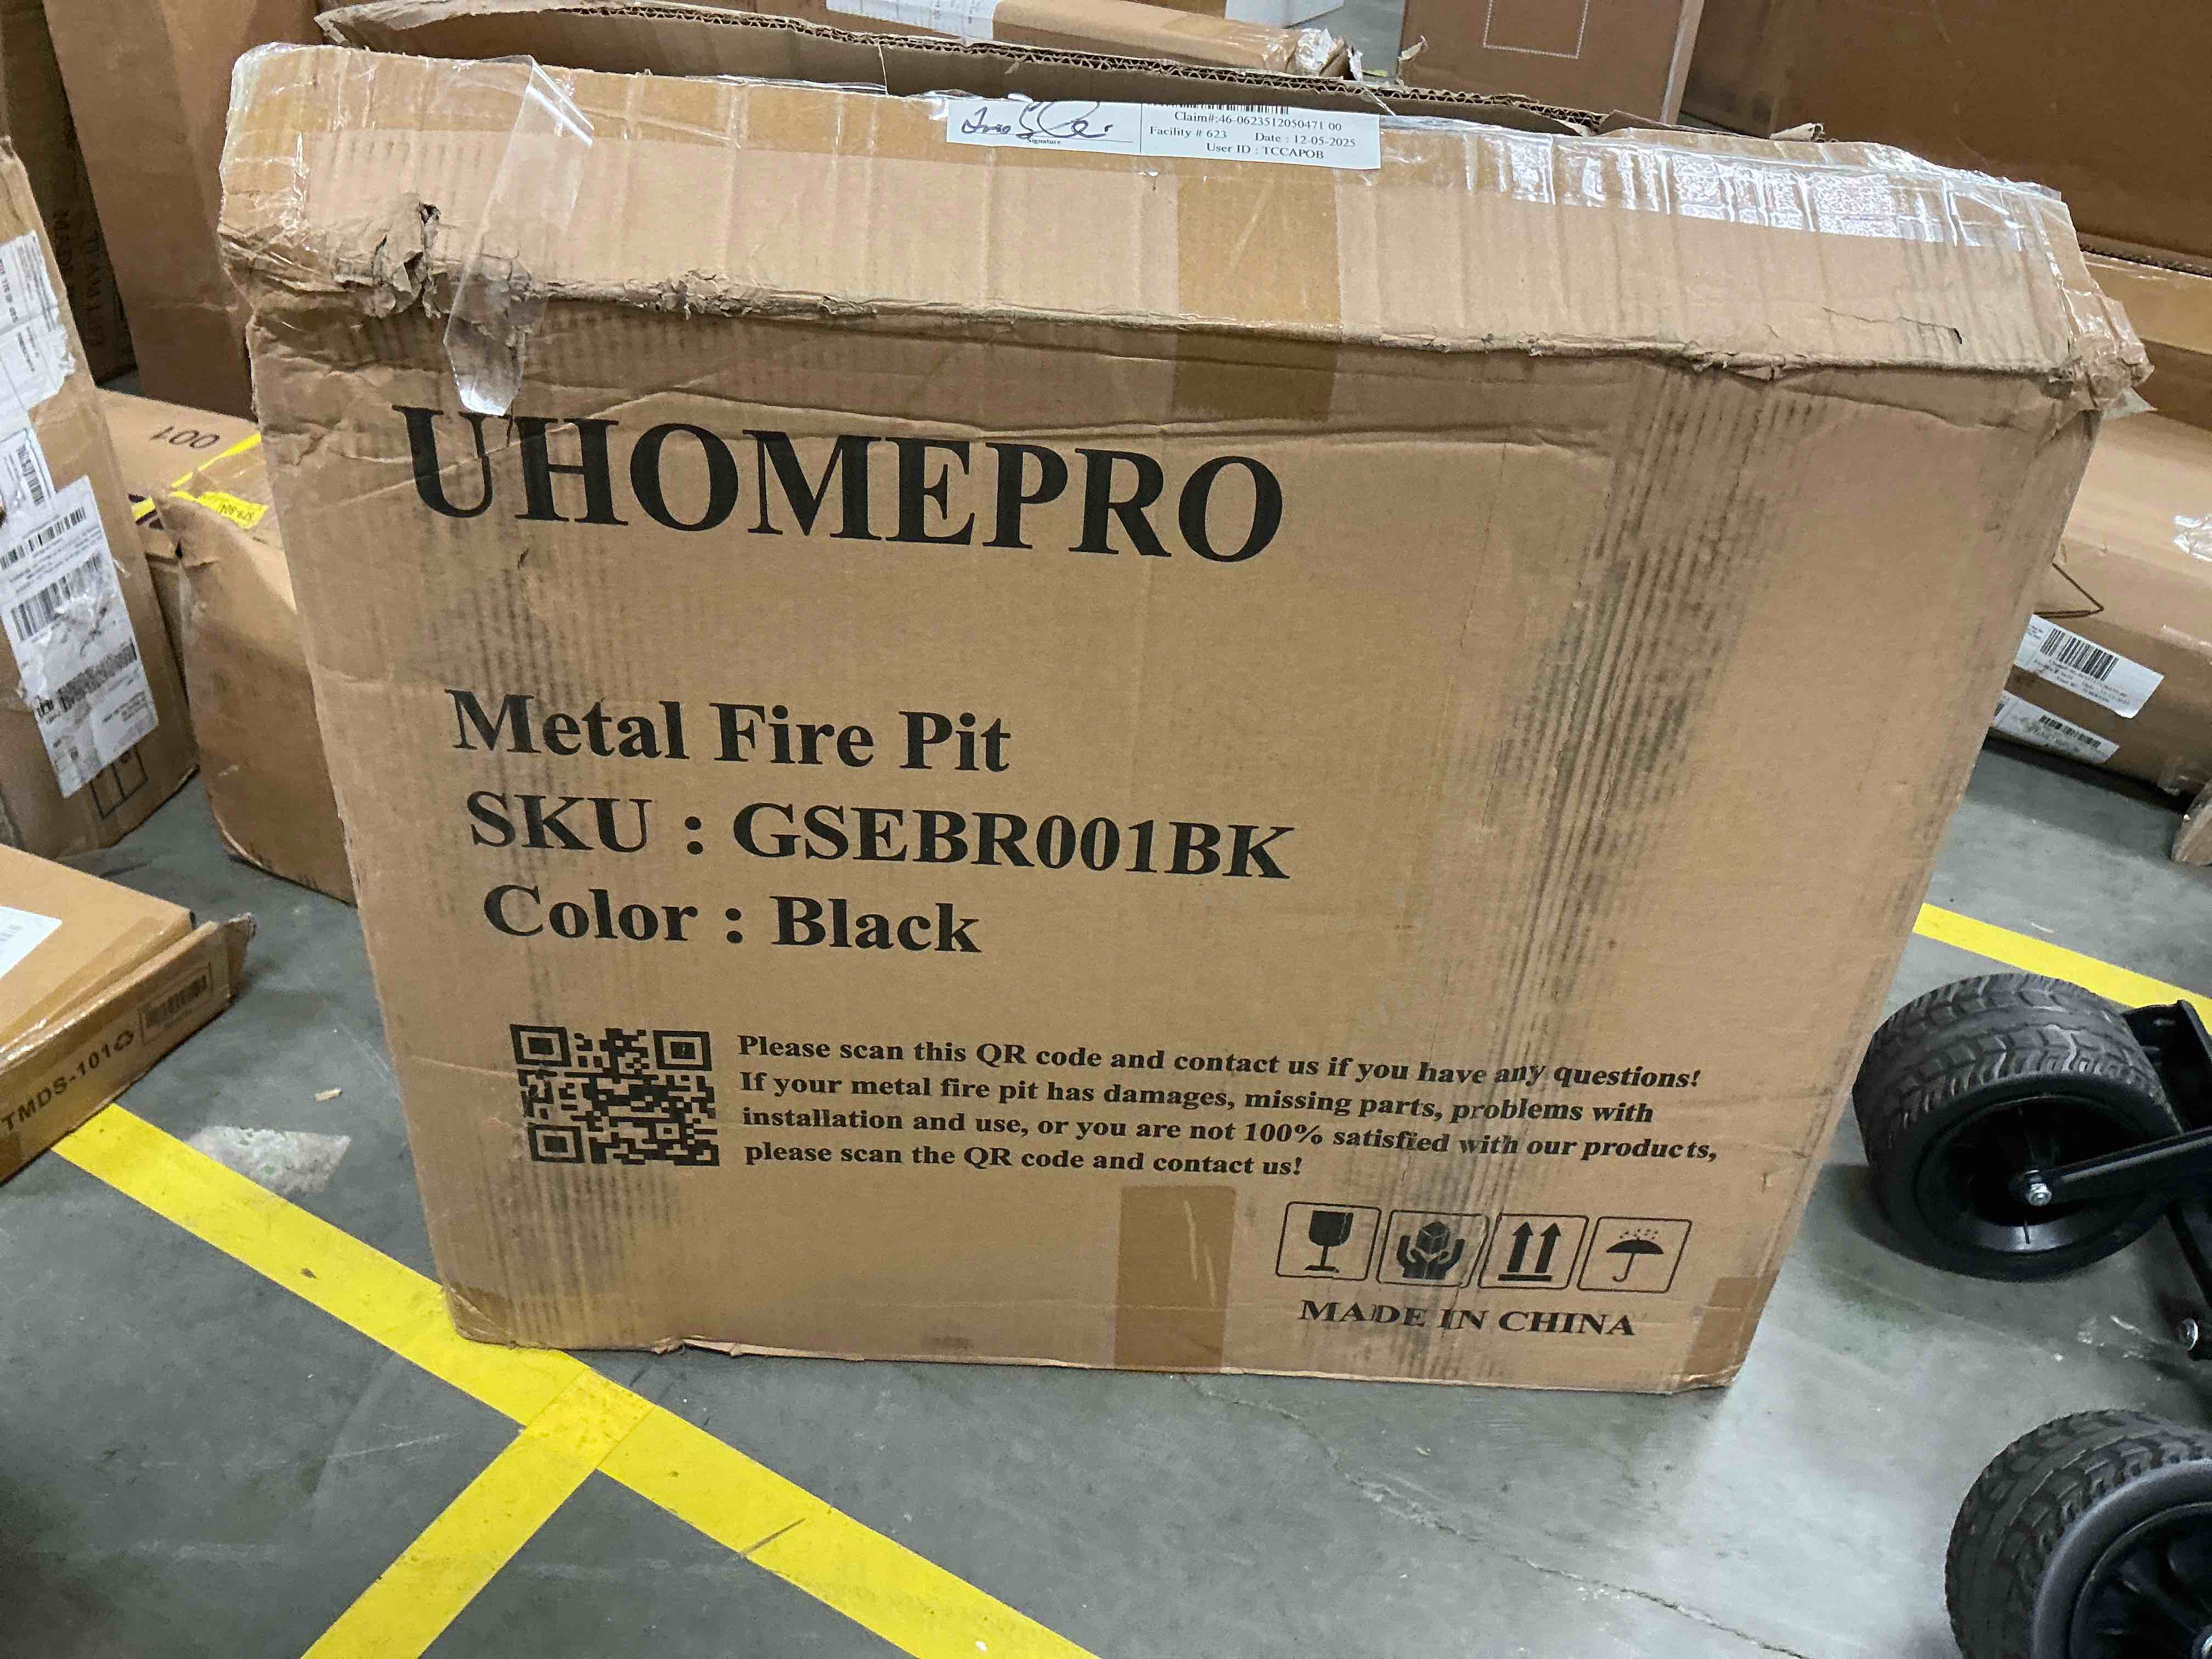 Signature
Claim#:46-0623512050471 00
Facility # 623 Date : 12-05-2025
User ID : TCCAPOB
001
UHOMEPRO
Metal Fire Pit
SKU : GSEBR001BK
Color : Black
TMDS-101
Please scan this QR code and contact us if you have any questions!
If your metal fire pit has damages, missing parts, problems with
installation and use, or you are not 100% satisfied with our products,
please scan the QR code and contact us!
MADE IN CHINA